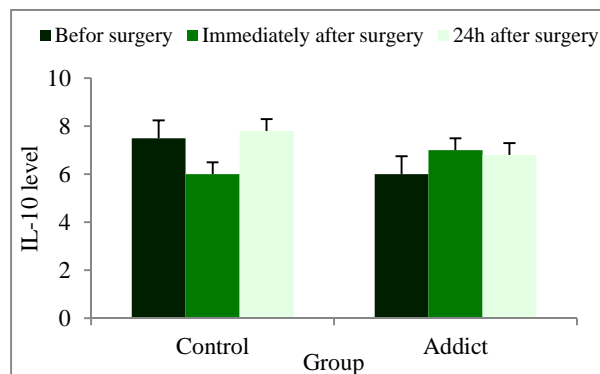 Befor surgery Immediately after surgery 24h after surgery
10
8
6
4
2
0
IL-10 level
Control Addict
Group